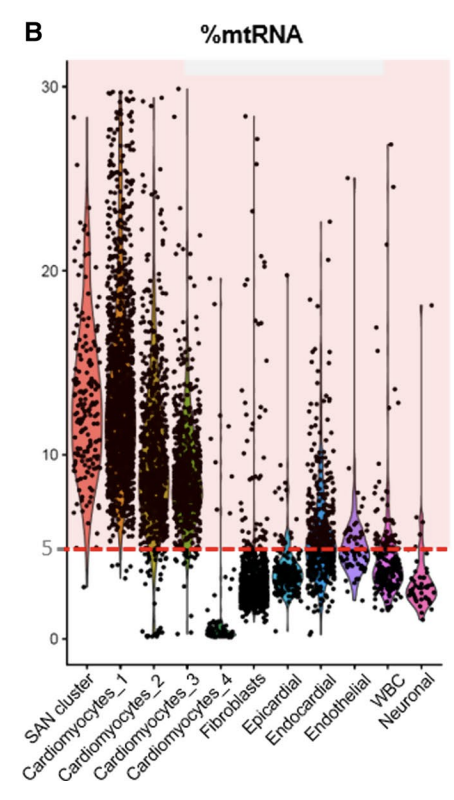 B
%mtRNA
30
20
10
5
0
SAN cluster
Cardiomyocytes_1
Cardiomyocytes_2
Cardiomyocytes_3
Cardiomyocytes_4
Fibroblasts
Epicardial
Endocardial
Endothelial
WBC
Neuronal